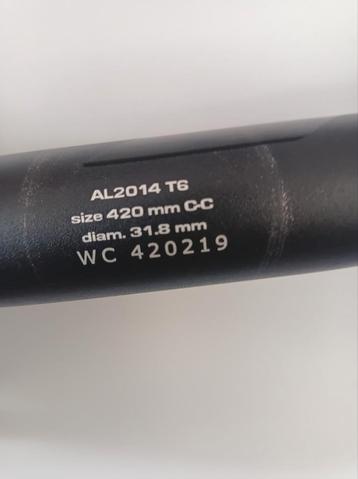 AL2014 T6
size 420 mm C-C
diam. 31.8 mm
WC 420219